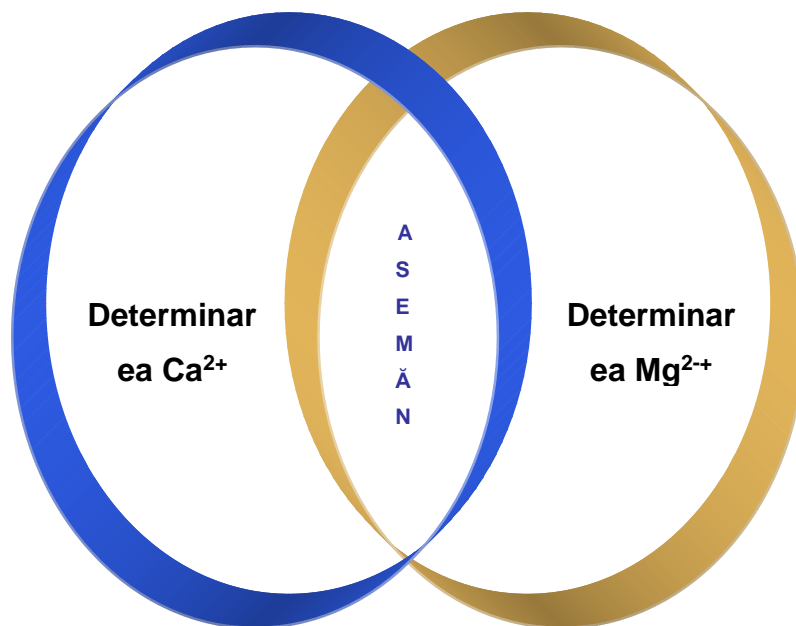 Determinar
ea Ca²⁺
A
S
E
M
Ă
N
Determinar
ea Mg²⁻⁺